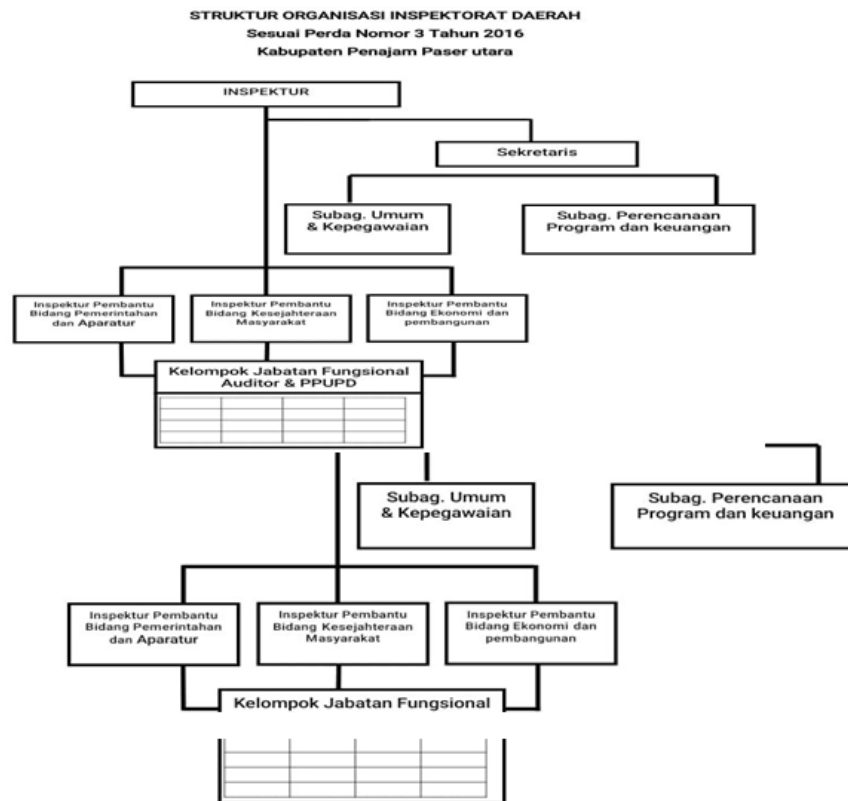 STRUKTUR ORGANISASI INSPEKTORAT DAERAH
Sesuai Perda Nomor 3 Tahun 2016
Kabupaten Penajam Paser utara
INSPEKTUR
Sekretaris
Subag. Umum
& Kepegawaian
Subag. Perencanaan
Program dan keuangan
Inspektur Pembantu
Bidang Pemerintahan
dan Aparatur
Inspektur Pembantu
Bidang Kesejahteraan
Masyarakat
Inspektur Pembantu
Bidang Ekonomi dan
pembangunan
Kelompok Jabatan Fungsional
Auditor & PPUPD
Subag. Umum
& Kepegawaian
Subag. Perencanaan
Program dan keuangan
Inspektur Pembantu
Bidang Pemerintahan
dan Aparatur
Inspektur Pembantu
Bidang Kesejahteraan
Masyarakat
Inspektur Pembantu
Bidang Ekonomi dan
pembangunan
Kelompok Jabatan Fungsional